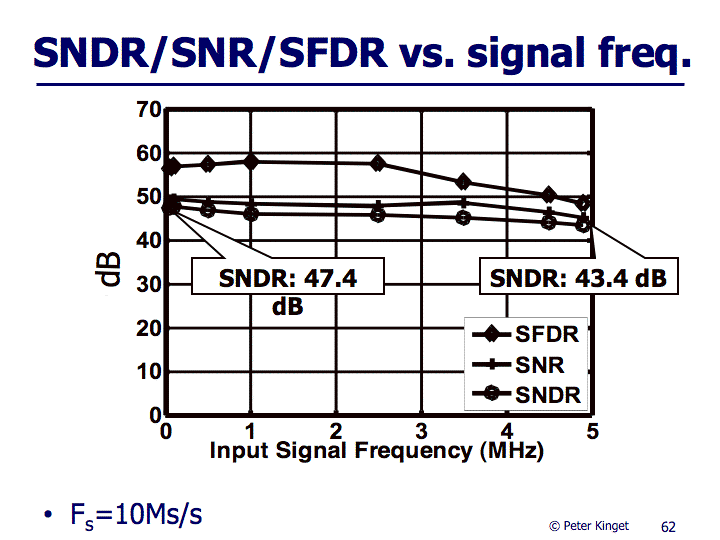 SNDR/SNR/SFDR vs. signal freq.
70
60
50
40
30
20
10
0
dB
SNDR: 47.4
dB
SNDR: 43.4 dB
SFDR
SNR
SNDR
0 1 2 3 4 5
Input Signal Frequency (MHz)
• Fs=10Ms/s
© Peter Kinget 62